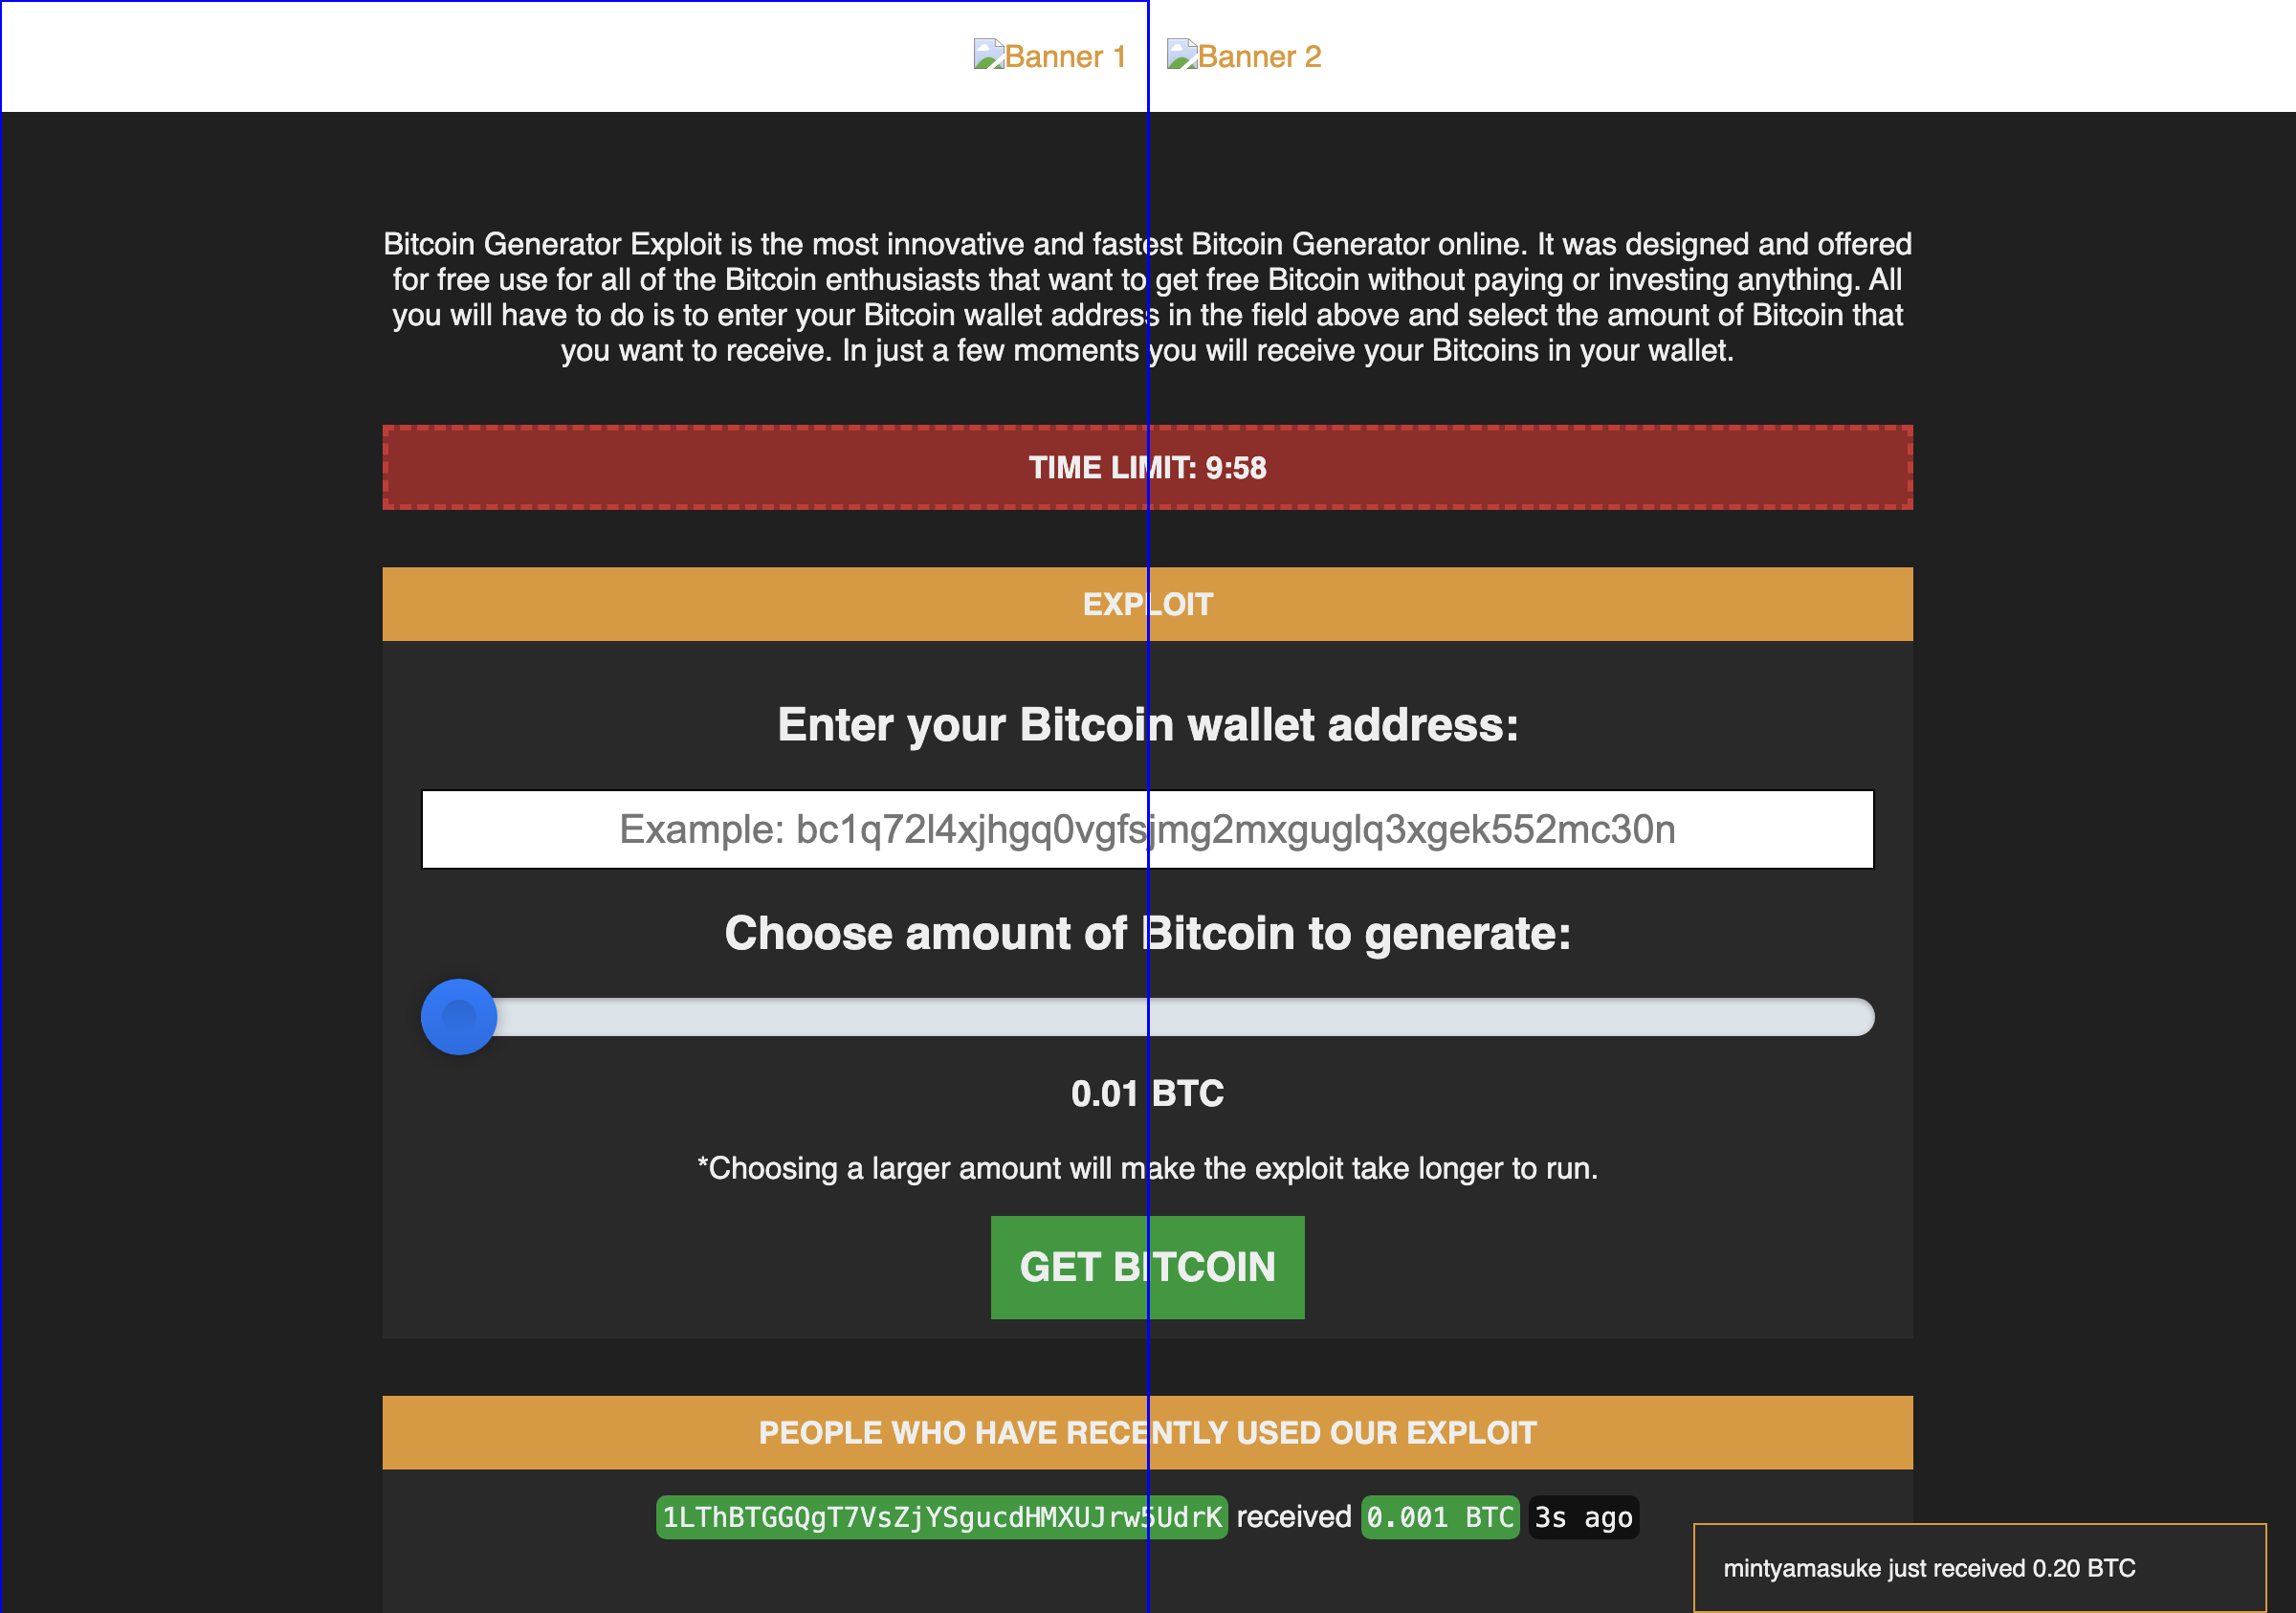 Banner 1 Banner 2
Bitcoin Generator Exploit is the most innovative and fastest Bitcoin Generator online. It was designed and offered
for free use for all of the Bitcoin enthusiasts that want to get free Bitcoin without paying or investing anything. All
you will have to do is to enter your Bitcoin wallet address in the field above and select the amount of Bitcoin that
you want to receive. In just a few moments you will receive your Bitcoins in your wallet.
TIME LIMIT: 9:58
EXPLOIT
Enter your Bitcoin wallet address:
Example: bc1q72l4xjhgq0vgfsjmg2mxguglq3xgek552mc30n
Choose amount of Bitcoin to generate:
0.01 BTC
*Choosing a larger amount will make the exploit take longer to run.
GET BITCOIN
PEOPLE WHO HAVE RECENTLY USED OUR EXPLOIT
1LThBTGGQgT7VsZjYSgucdHMXUJrw5UdrK received 0.001 BTC 3s ago
mintyamasuke just received 0.20 BTC